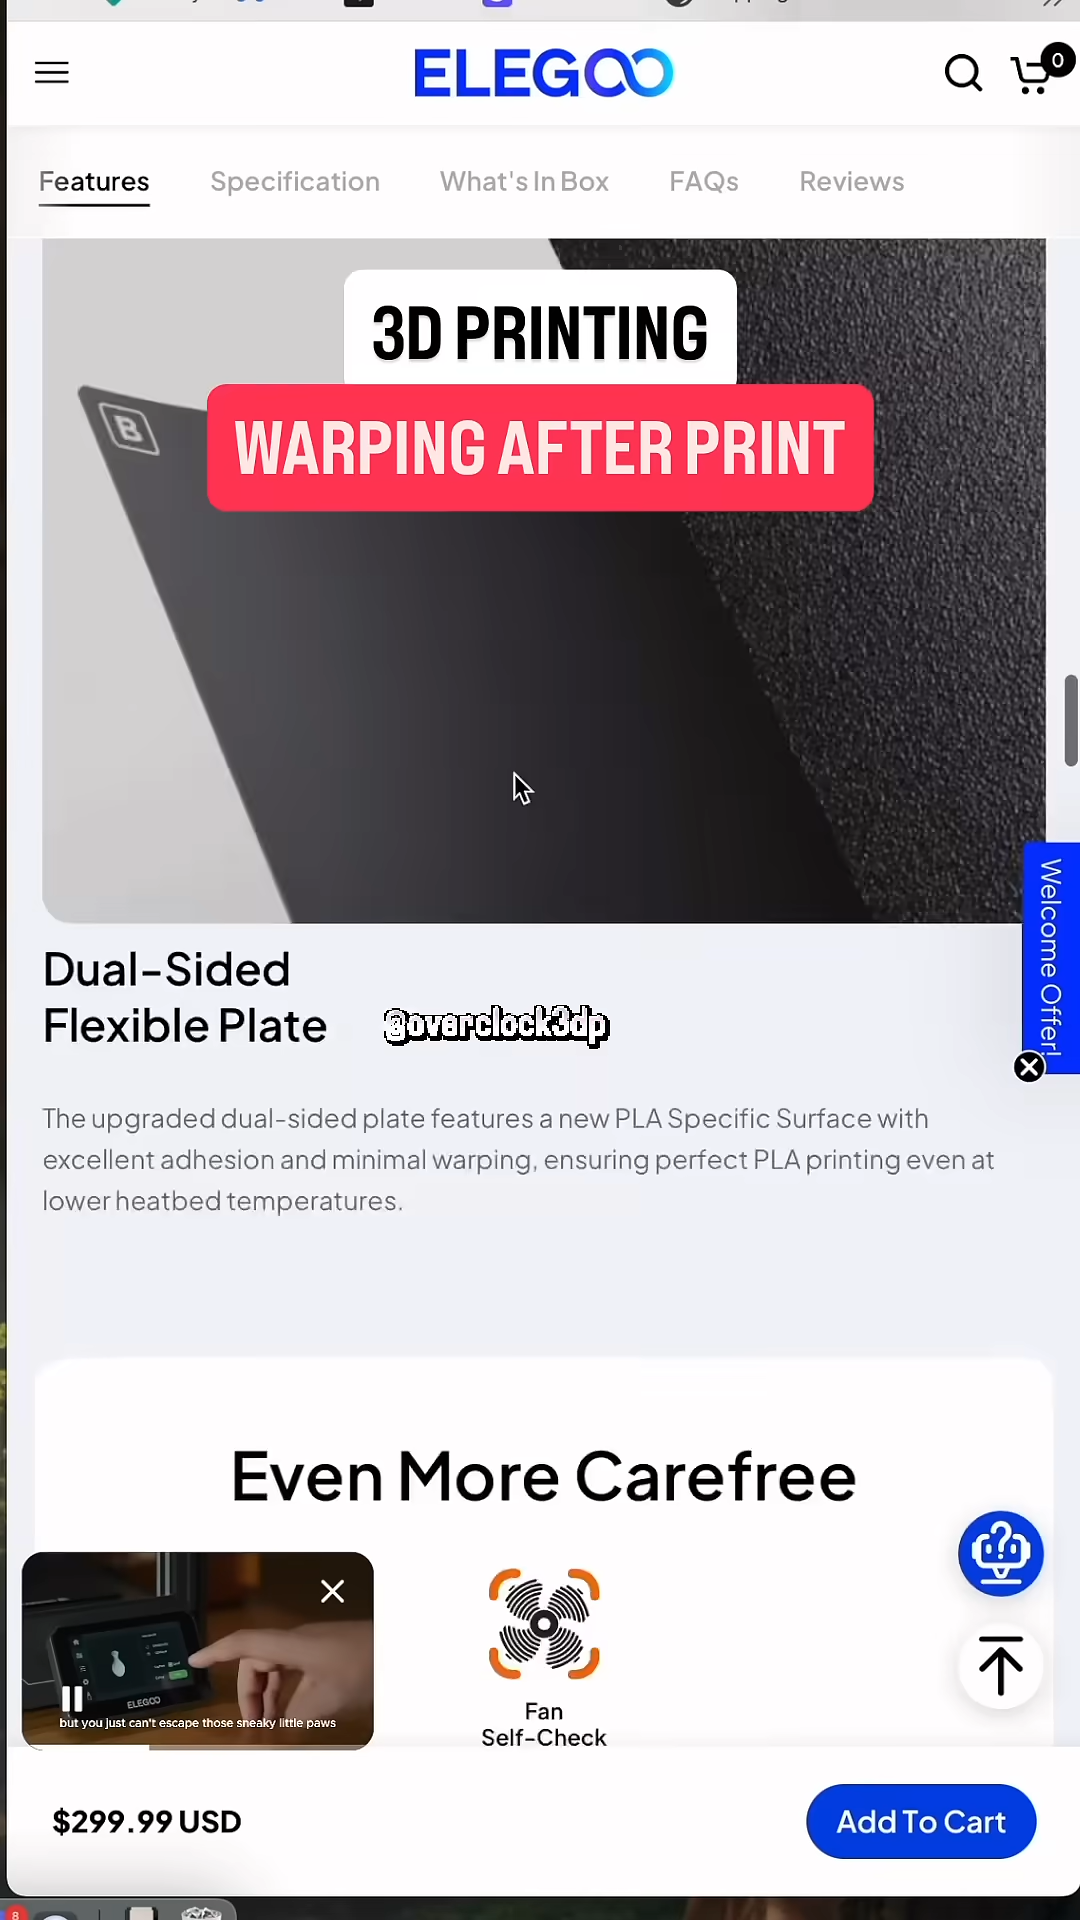 ELEGOO
0
Features
Specification
What's In Box
FAQs
Reviews
3D PRINTING
WARPING AFTER PRINT
B
Welcome Offer!
Dual-Sided
Flexible Plate
@overclock3dp
The upgraded dual-sided plate features a new PLA Specific Surface with
excellent adhesion and minimal warping, ensuring perfect PLA printing even at
lower heatbed temperatures.
Even More Carefree
ELEGOO
but you just can't escape those sneaky little paws
Fan
Self-Check
$299.99 USD
Add To Cart
8